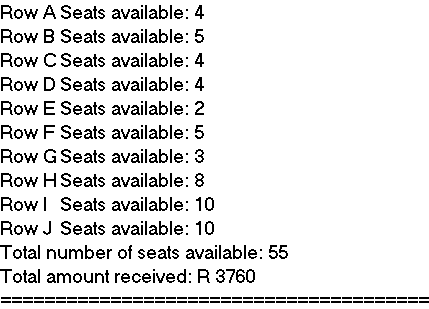 Row A Seats available: 4
Row B Seats available: 5
Row C Seats available: 4
Row D Seats available: 4
Row E Seats available: 2
Row F Seats available: 5
Row G Seats available: 3
Row H Seats available: 8
Row I Seats available: 10
Row J Seats available: 10
Total number of seats available: 55
Total amount received: R 3760
=======================================